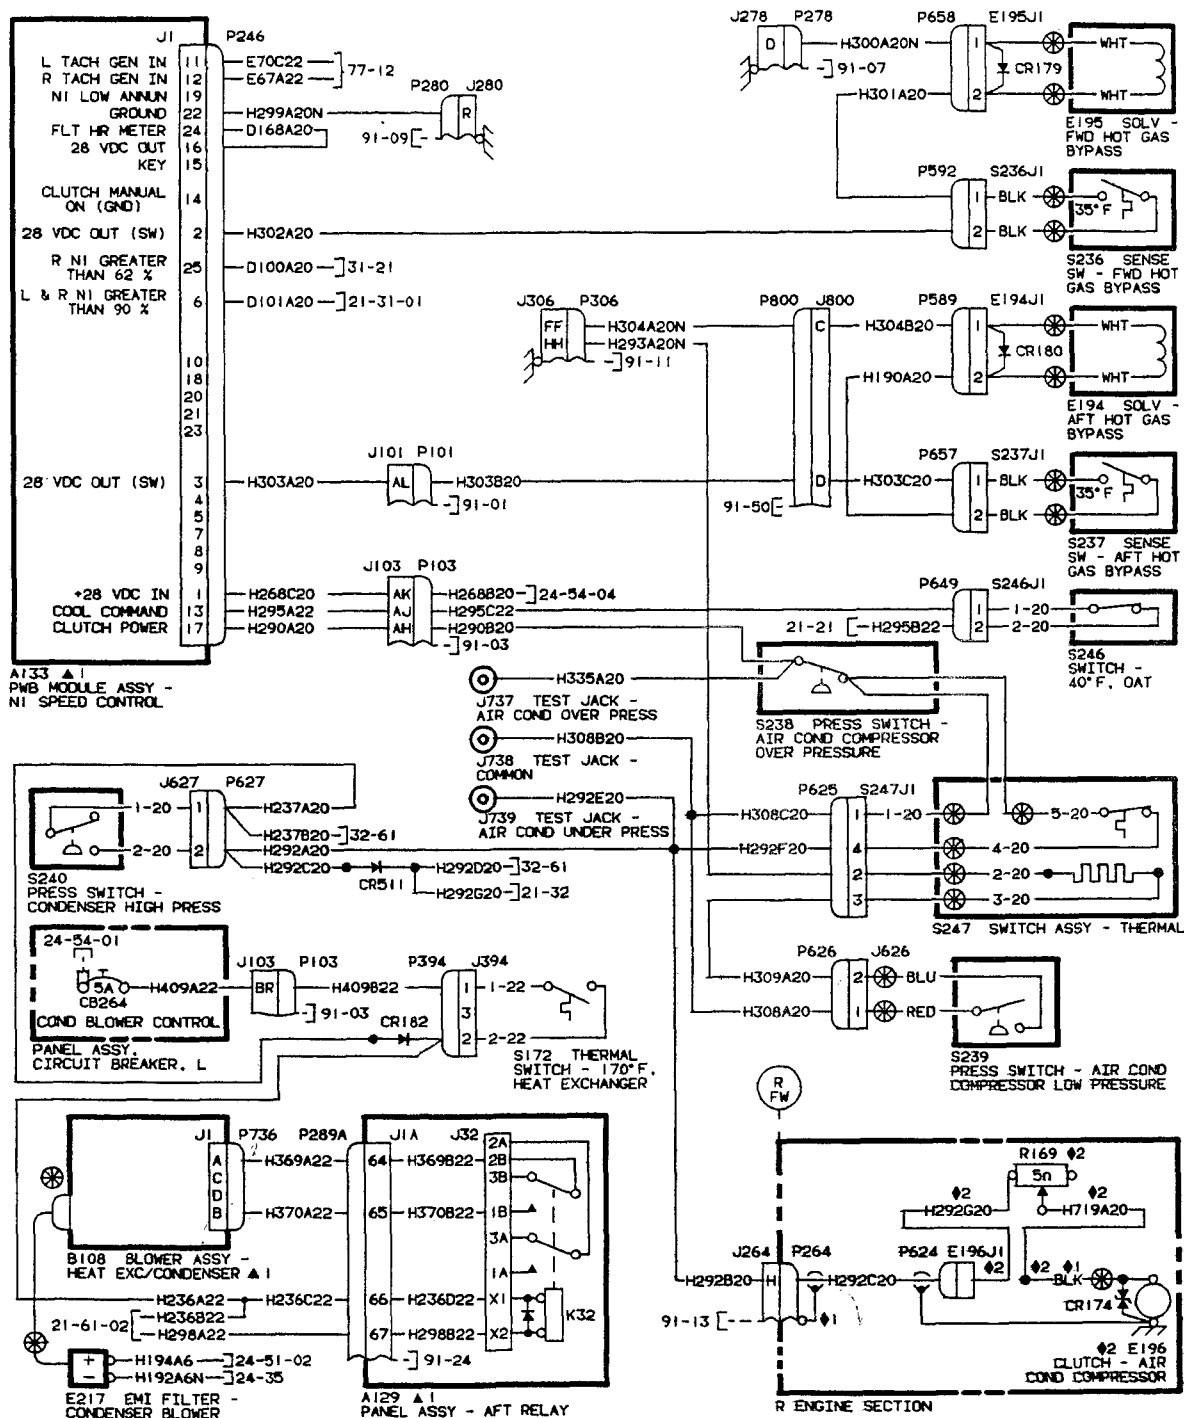 J1 P246
L TACH GEN IN 11 E70C22
R TACH GEN IN 12 E67A22
77-12
N1 LOW ANNUN 19
GROUND 22 H299A20N
FLT HR METER 24 D168A20
28 VDC OUT 16
KEY 15
CLUTCH MANUAL
ON (GND) 14
28 VDC OUT (SW) 2 H302A20
R N1 GREATER
THAN 62 % 25 D100A20 31-21
L & R N1 GREATER
THAN 90 % 6 D101A20 21-31-01
10
18
20
21
23
28 VDC OUT (SW) 3 H303A20
4
5
7
8
9
+28 VDC IN 1 H268C20
COOL COMMAND 13 H295A22
CLUTCH POWER 17 H290A20
A133 ▲1
PWB MODULE ASSY -
N1 SPEED CONTROL
P280 J280
R
91-09
J278 P278
D H300A20N
91-07
P658 E195J1
1 WHT
CR179
H301A20 2 WHT
E195 SOLV -
FWD HOT GAS
BYPASS
P592 S236J1
1 BLK
35°F
2 BLK
S236 SENSE
SW - FWD HOT
GAS BYPASS
J306 P306
FF H304A20N
HH H293A20N
91-11
P800 J800
C H304B20
D H303C20
91-50
P589 E194J1
1 WHT
CR180
H190A20 2 WHT
E194 SOLV -
AFT HOT GAS
BYPASS
J101 P101
AL H303B20
91-01
P657 S237J1
1 BLK
35°F
2 BLK
S237 SENSE
SW - AFT HOT
GAS BYPASS
J103 P103
AK H268B20 24-54-04
AJ H295C22
AH H290B20
91-03
P649 S246J1
1 1-20
21-21 H295B22 2 2-20
S246
SWITCH -
40°F, OAT
H335A20
J737 TEST JACK -
AIR COND OVER PRESS
H308B20
J738 TEST JACK -
COMMON
H292E20
J739 TEST JACK -
AIR COND UNDER PRESS
S238 PRESS SWITCH -
AIR COND COMPRESSOR
OVER PRESSURE
J627 P627
1-20 1 H237A20
H237B20 32-61
2-20 2 H292A20
H292C20
CR511
H292D20 32-61
H292G20 21-32
S240
PRESS SWITCH -
CONDENSER HIGH PRESS
P625 S247J1
H308C20 1 1-20
5-20
H292F20 4 4-20
2 2-20
3 3-20
S247 SWITCH ASSY - THERMAL
24-54-01
5A
CB264
H409A22
COND BLOWER CONTROL
PANEL ASSY,
CIRCUIT BREAKER, L
J103 P103
BR H409B22
91-03
CR182
P394 J394
1 1-22
3
2 2-22
S172 THERMAL
SWITCH - 170°F,
HEAT EXCHANGER
P626 J626
H309A20 2 BLU
H308A20 1 RED
S239
PRESS SWITCH - AIR COND
COMPRESSOR LOW PRESSURE
R
FW
J1 P736
A H369A22
C
D
B H370A22
B108 BLOWER ASSY -
HEAT EXC/CONDENSER ▲1
P289A J1A J32
64 H369B22
2A
2B
3B
65 H370B22 1B
3A
1A
H236A22 H236C22 66 H236D22 X1
K32
H236B22
21-61-02
H298A22 67 H298B22 X2
91-24
H194A6 24-51-02
H192A6N 24-35
+
-
E217 EMI FILTER -
CONDENSER BLOWER
A129 ▲1
PANEL ASSY - AFT RELAY
R169 ♦2
5n
♦2
H292G20
♦2
H719A20
J264 P264
H292B20 H H292C20
91-13
♦1
P624 E196J1
♦2 ♦2 ♦1
BLK
CR174
♦2 E196
CLUTCH - AIR
COND COMPRESSOR
R ENGINE SECTION